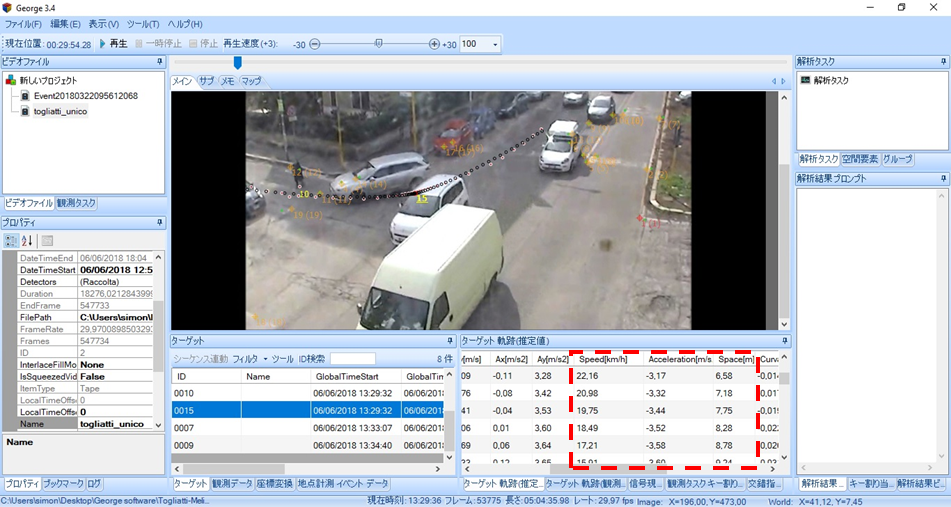 George 3.4
ファイル(F) 編集(E) 表示(V) ツール(T) ヘルプ(H)
現在位置: 00:29:54.28 再生 一時停止 停止 再生速度(+3): -30 +30 100
ビデオファイル
新しいプロジェクト
Event20180322095612068
togliatti_unico
ビデオファイル 観測タスク
プロパティ
DateTimeEnd 06/06/2018 18:04
DateTimeStart 06/06/2018 12:5
Detectors (Raccolta)
Duration 18276,0212843999
EndFrame 547733
FilePath C:\Users\simon\
FrameRate 29,9700898503293
Frames 547733
ID 2
InterlaceFillMo None
IsSqueezedVid False
ItemType Tape
LocalTimeOffs 0
LocalTimeOffs 0
Name togliatti_unico
Name
プロパティ ブックマーク ログ
メイン サブ メモ マップ
10
15
ターゲット
シーケンス連動 フィルタ ツール ID検索 8 件
ID Name GlobalTimeStart GlobalTim
0010 06/06/2018 13:29:32 06/06/2018
0015 06/06/2018 13:29:32 06/06/2018
0007 06/06/2018 13:33:07 06/06/2018
0009 06/06/2018 13:34:40 06/06/2018
ターゲット 観測データ 座標変換 地点計測 イベント データ
ターゲット 軌跡(推定値)
[m/s] Ax[m/s2] Ay[m/s2] Speed[km/h] Acceleration[m/s Space[m] Curv
09 -0,11 3,28 22,16 -3,17 6,58 -0,014
76 -0,08 3,42 20,98 -3,32 7,18 0,01
41 -0,04 3,53 19,75 -3,44 7,75 -0,01
06 0,01 3,60 18,49 -3,52 8,28 0,02
69 0,06 3,64 17,21 -3,58 8,78 0,026
33 0,12 3,65 15,91 -3,60 9,24 0,03
ターゲット 軌跡(推定... ターゲット 軌跡(観測... 信号現... 観測タスクキー割り... 交錯指...
解析タスク
解析タスク
解析タスク 空間要素 グループ
解析結果 プロンプト
解析結果... キー割り当... 解析結果ビ...
C:\Users\simon\Desktop\George software\Togliatti-Meli... 現在時刻: 13:29:36 フレーム:53775 長さ:05:04:35.98 レート:29,97 fps Image: X=196,00, Y=473,00 World: X=41,12, Y=7,45